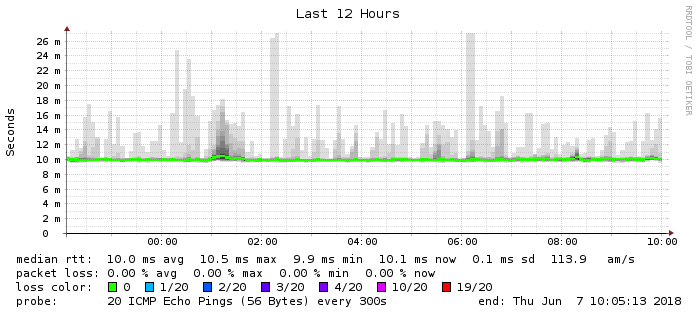 Last 12 Hours
RRDTOOL / TOBI OETIKER
Seconds
26 m
24 m
22 m
20 m
18 m
16 m
14 m
12 m
10 m
8 m
6 m
4 m
2 m
0
00:00 02:00 04:00 06:00 08:00 10:00
median rtt: 10.0 ms avg 10.5 ms max 9.9 ms min 10.1 ms now 0.1 ms sd 113.9 am/s
packet loss: 0.00 % avg 0.00 % max 0.00 % min 0.00 % now
loss color: 0 1/20 2/20 3/20 4/20 10/20 19/20
probe: 20 ICMP Echo Pings (56 Bytes) every 300s end: Thu Jun 7 10:05:13 2018